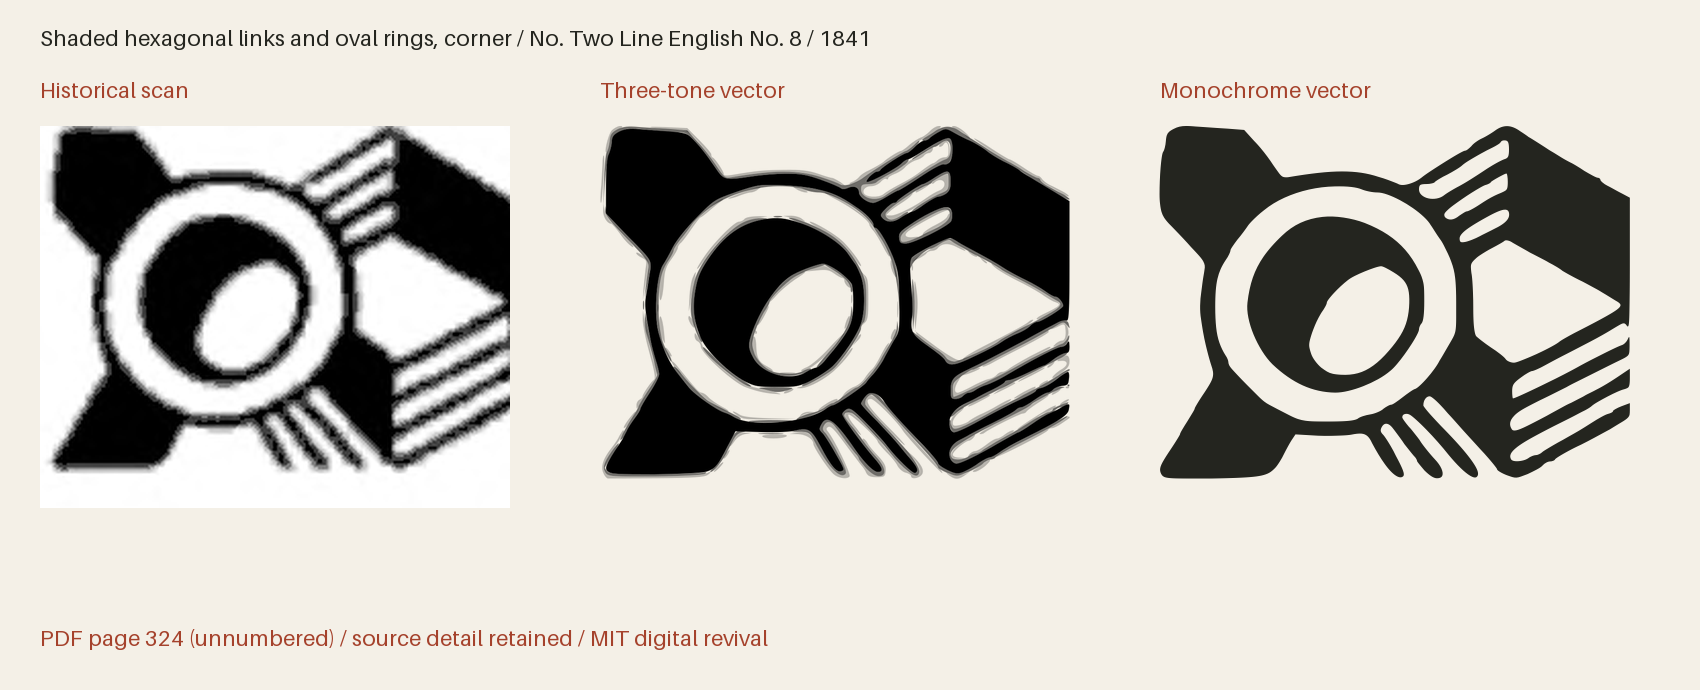 Shaded hexagonal links and oval rings, corner / No. Two Line English No. 8 / 1841
Historical scan
Three-tone vector
Monochrome vector
PDF page 324 (unnumbered) / source detail retained / MIT digital revival